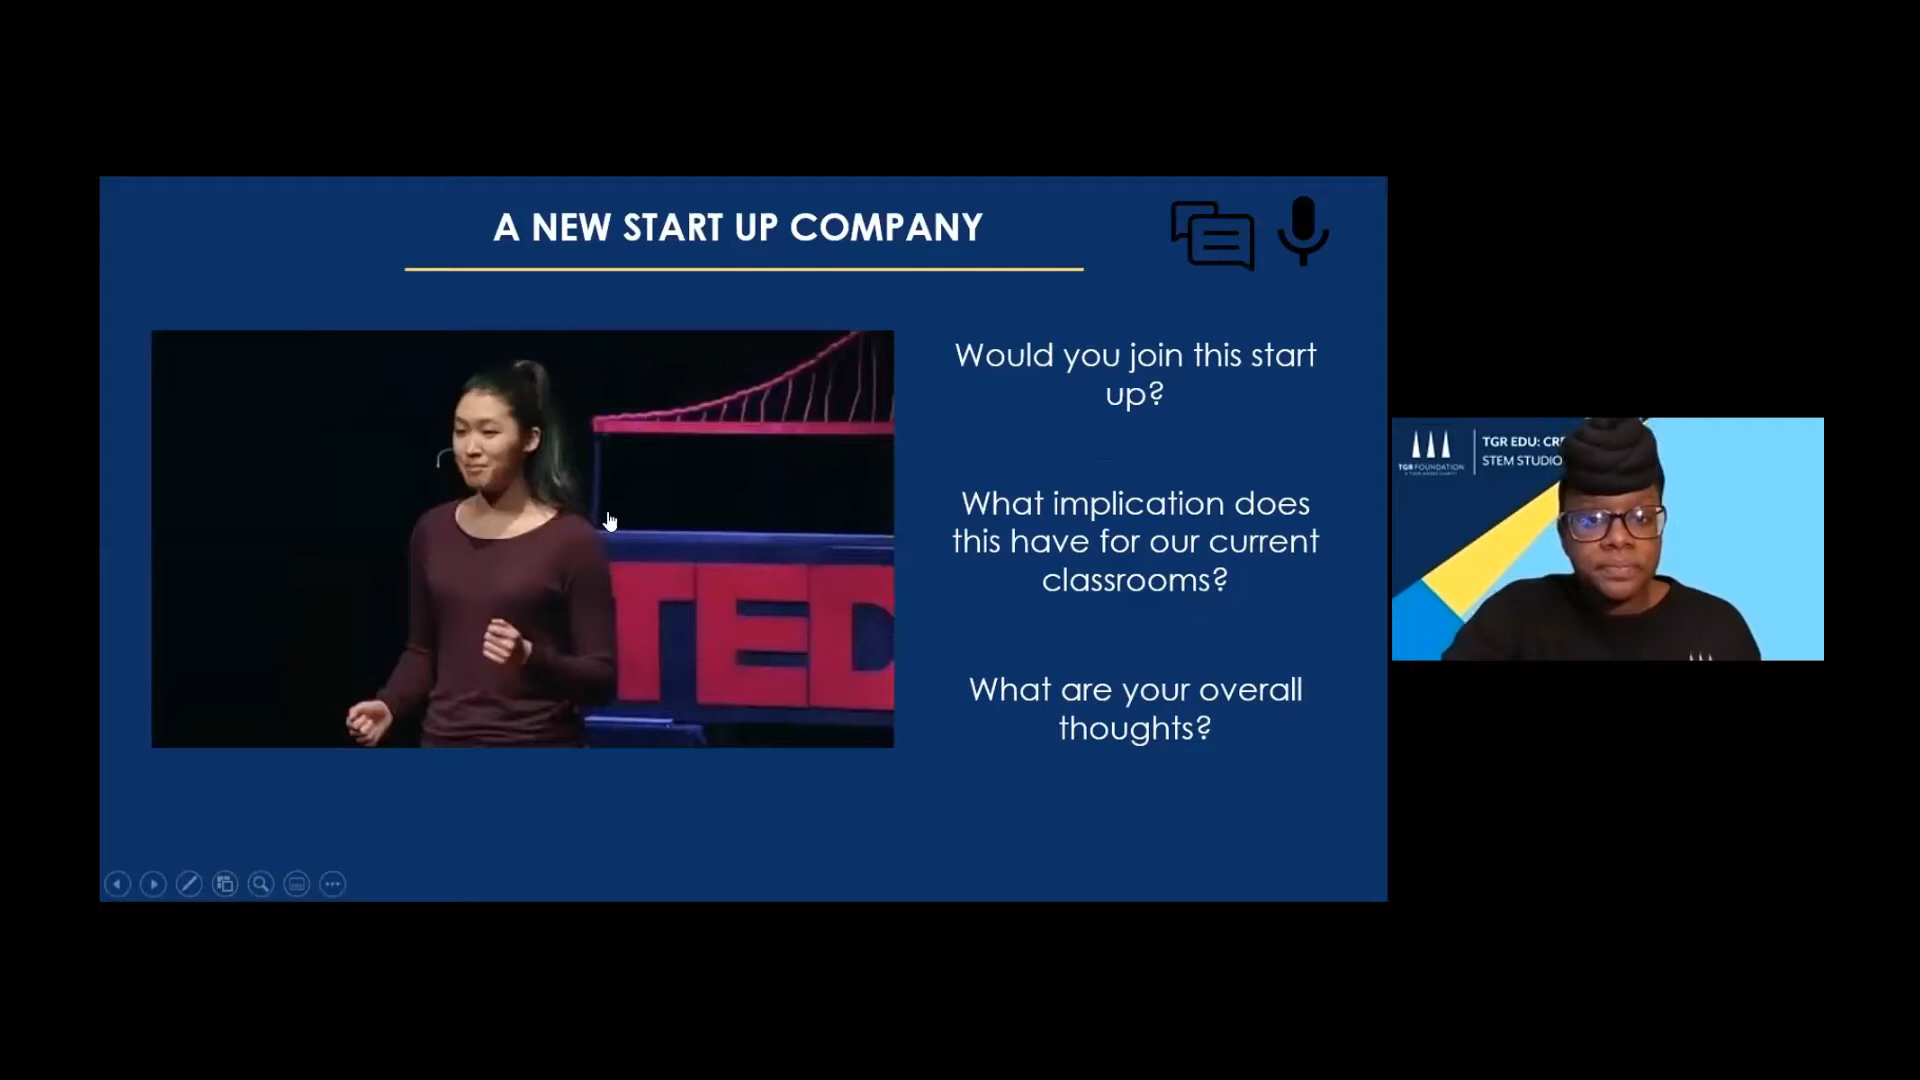 A NEW START UP COMPANY
Would you join this start
up?
What implication does
this have for our current
classrooms?
What are your overall
thoughts?
TED
TGR FOUNDATION
TGR EDU: CRE
STEM STUDIO